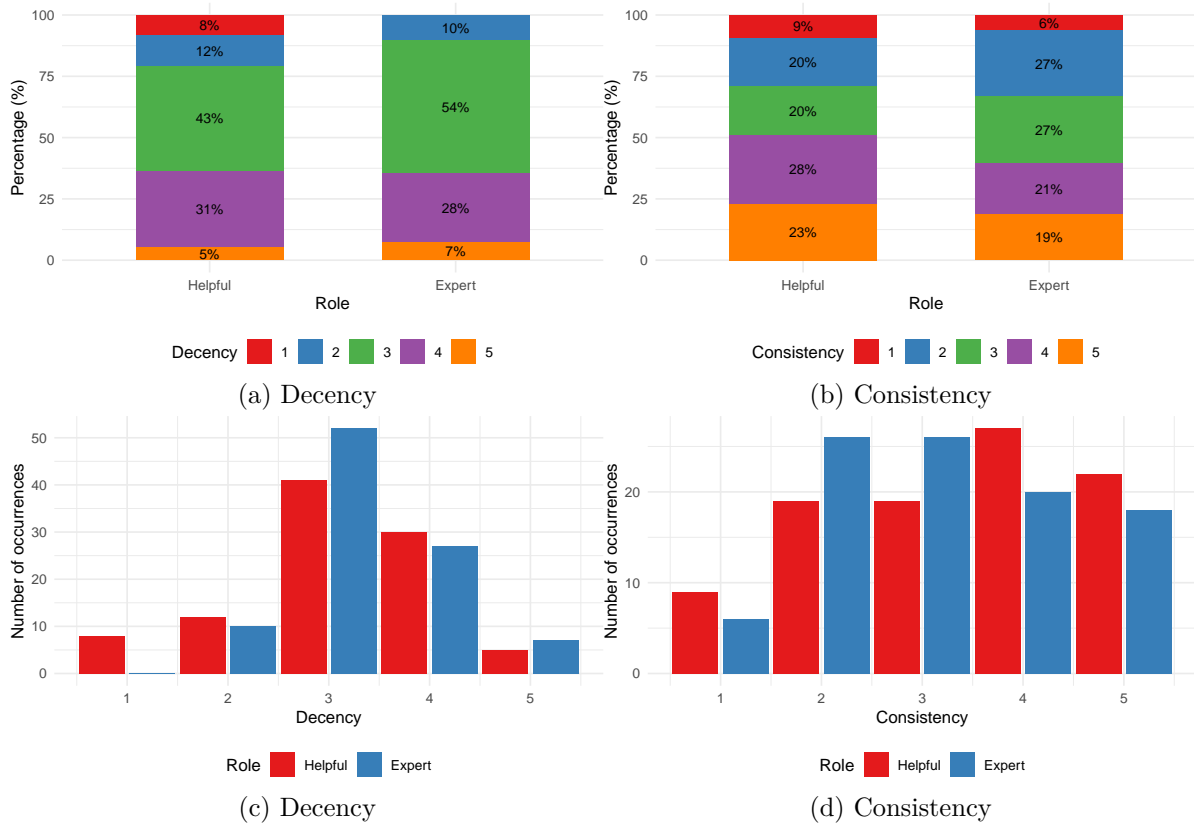 100
75
50
25
0
Percentage (%)
8%
12%
43%
31%
5%
10%
54%
28%
7%
Helpful
Expert
Role
Decency 1 2 3 4 5
(a) Decency
100
75
50
25
0
Percentage (%)
9%
20%
20%
28%
23%
6%
27%
27%
21%
19%
Helpful
Expert
Role
Consistency 1 2 3 4 5
(b) Consistency
50
40
30
20
10
0
Number of occurrences
1 2 3 4 5
Decency
Role Helpful Expert
(c) Decency
20
10
0
Number of occurrences
1 2 3 4 5
Consistency
Role Helpful Expert
(d) Consistency